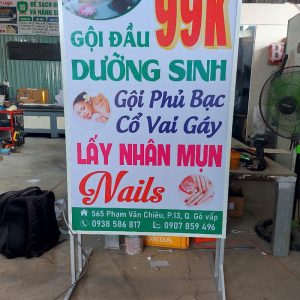 99K
GỘI ĐẦU
DƯỠNG SINH
Gội Phủ Bạc
Cổ Vai Gáy
LẤY NHÂN MỤN
Nails
565 Phạm Văn Chiêu, P.13, Q. Gò vấp
0938 586 817 0907 859 496
HONDA